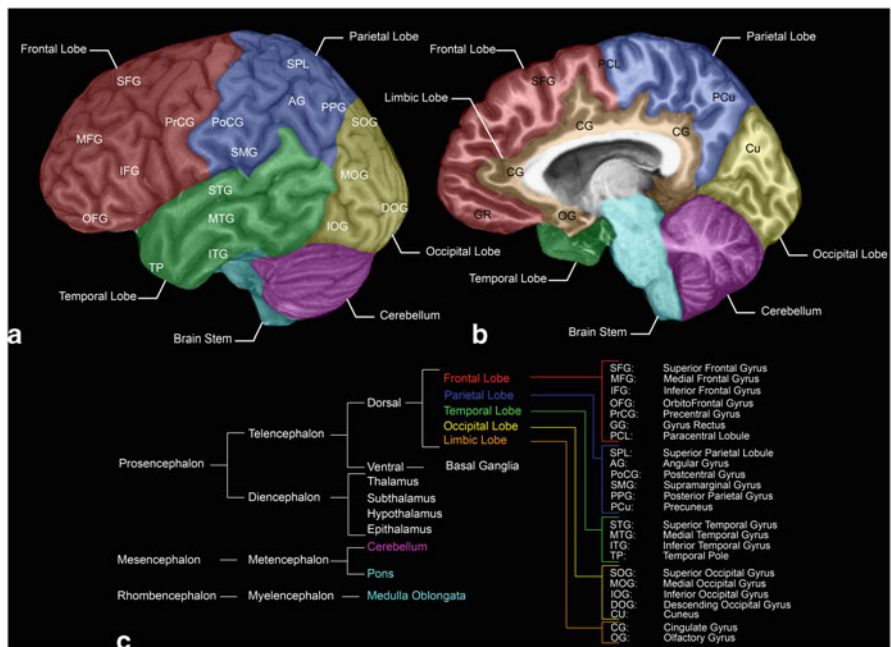 Frontal Lobe
Parietal Lobe
SPL
SFG
AG
PPG
PrCG
PoCG
SOG
MFG
SMG
IFG
MOG
STG
OFG
MTG
DOG
IOG
ITG
TP
Occipital Lobe
Temporal Lobe
Cerebellum
Brain Stem
a
Frontal Lobe
Parietal Lobe
PCL
SFG
Limbic Lobe
PCu
CG
CG
Cu
CG
GR
OG
Occipital Lobe
Temporal Lobe
Cerebellum
Brain Stem
b
Prosencephalon
Telencephalon
Dorsal
Frontal Lobe
Parietal Lobe
Temporal Lobe
Occipital Lobe
Limbic Lobe
Ventral
Basal Ganglia
Diencephalon
Thalamus
Subthalamus
Hypothalamus
Epithalamus
Mesencephalon
Metencephalon
Cerebellum
Pons
Rhombencephalon
Myelencephalon
Medulla Oblongata
SFG: Superior Frontal Gyrus
MFG: Medial Frontal Gyrus
IFG: Inferior Frontal Gyrus
OFG: OrbitoFrontal Gyrus
PrCG: Precentral Gyrus
GG: Gyrus Rectus
PCL: Paracentral Lobule
SPL: Superior Parietal Lobule
AG: Angular Gyrus
PoCG: Postcentral Gyrus
SMG: Supramarginal Gyrus
PPG: Posterior Parietal Gyrus
PCu: Precuneus
STG: Superior Temporal Gyrus
MTG: Medial Temporal Gyrus
ITG: Inferior Temporal Gyrus
TP: Temporal Pole
SOG: Superior Occipital Gyrus
MOG: Medial Occipital Gyrus
IOG: Inferior Occipital Gyrus
DOG: Descending Occipital Gyrus
CU: Cuneus
CG: Cingulate Gyrus
OG: Olfactory Gyrus
c